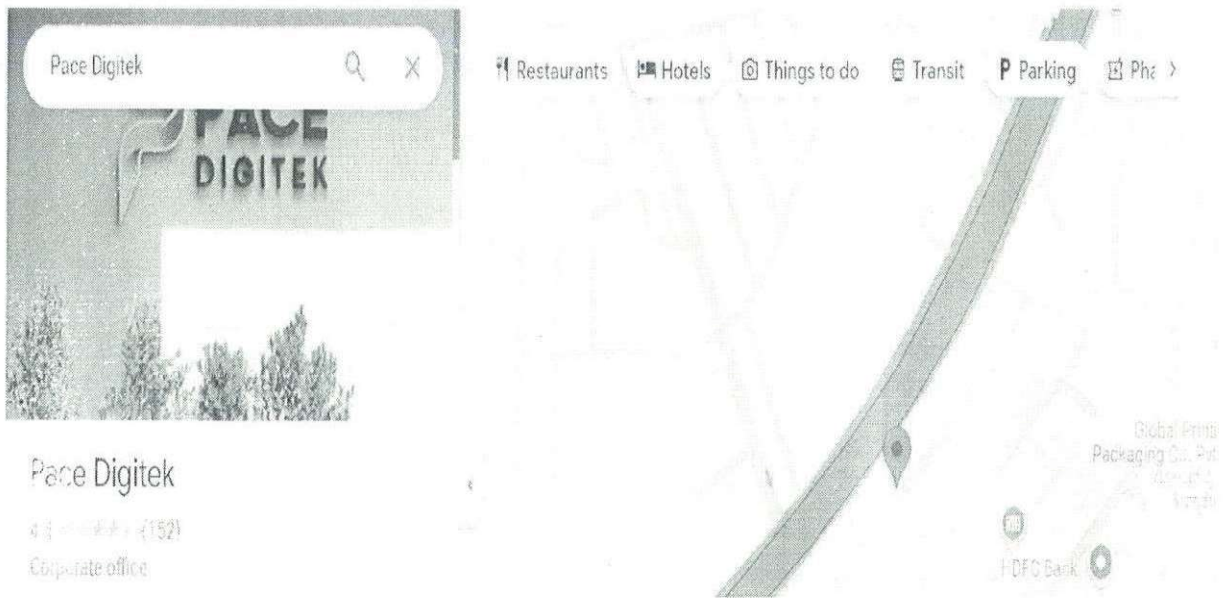 Pace Digitek
Restaurants
Hotels
Things to do
Transit
P Parking
PACE
DIGITEK
Pace Digitek
(152)
Corporate office
Global Prints
Packaging Co. Pvt
HDFC Bank